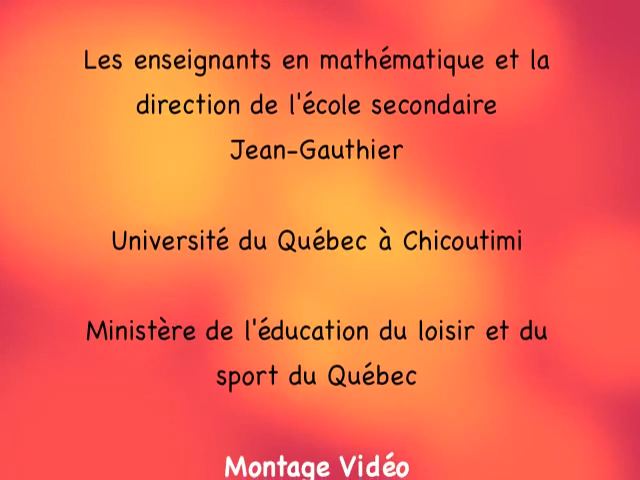 Les enseignants en mathématique et la
direction de l'école secondaire
Jean-Gauthier
Université du Québec à Chicoutimi
Ministère de l'éducation du loisir et du
sport du Québec
Montage Vidéo